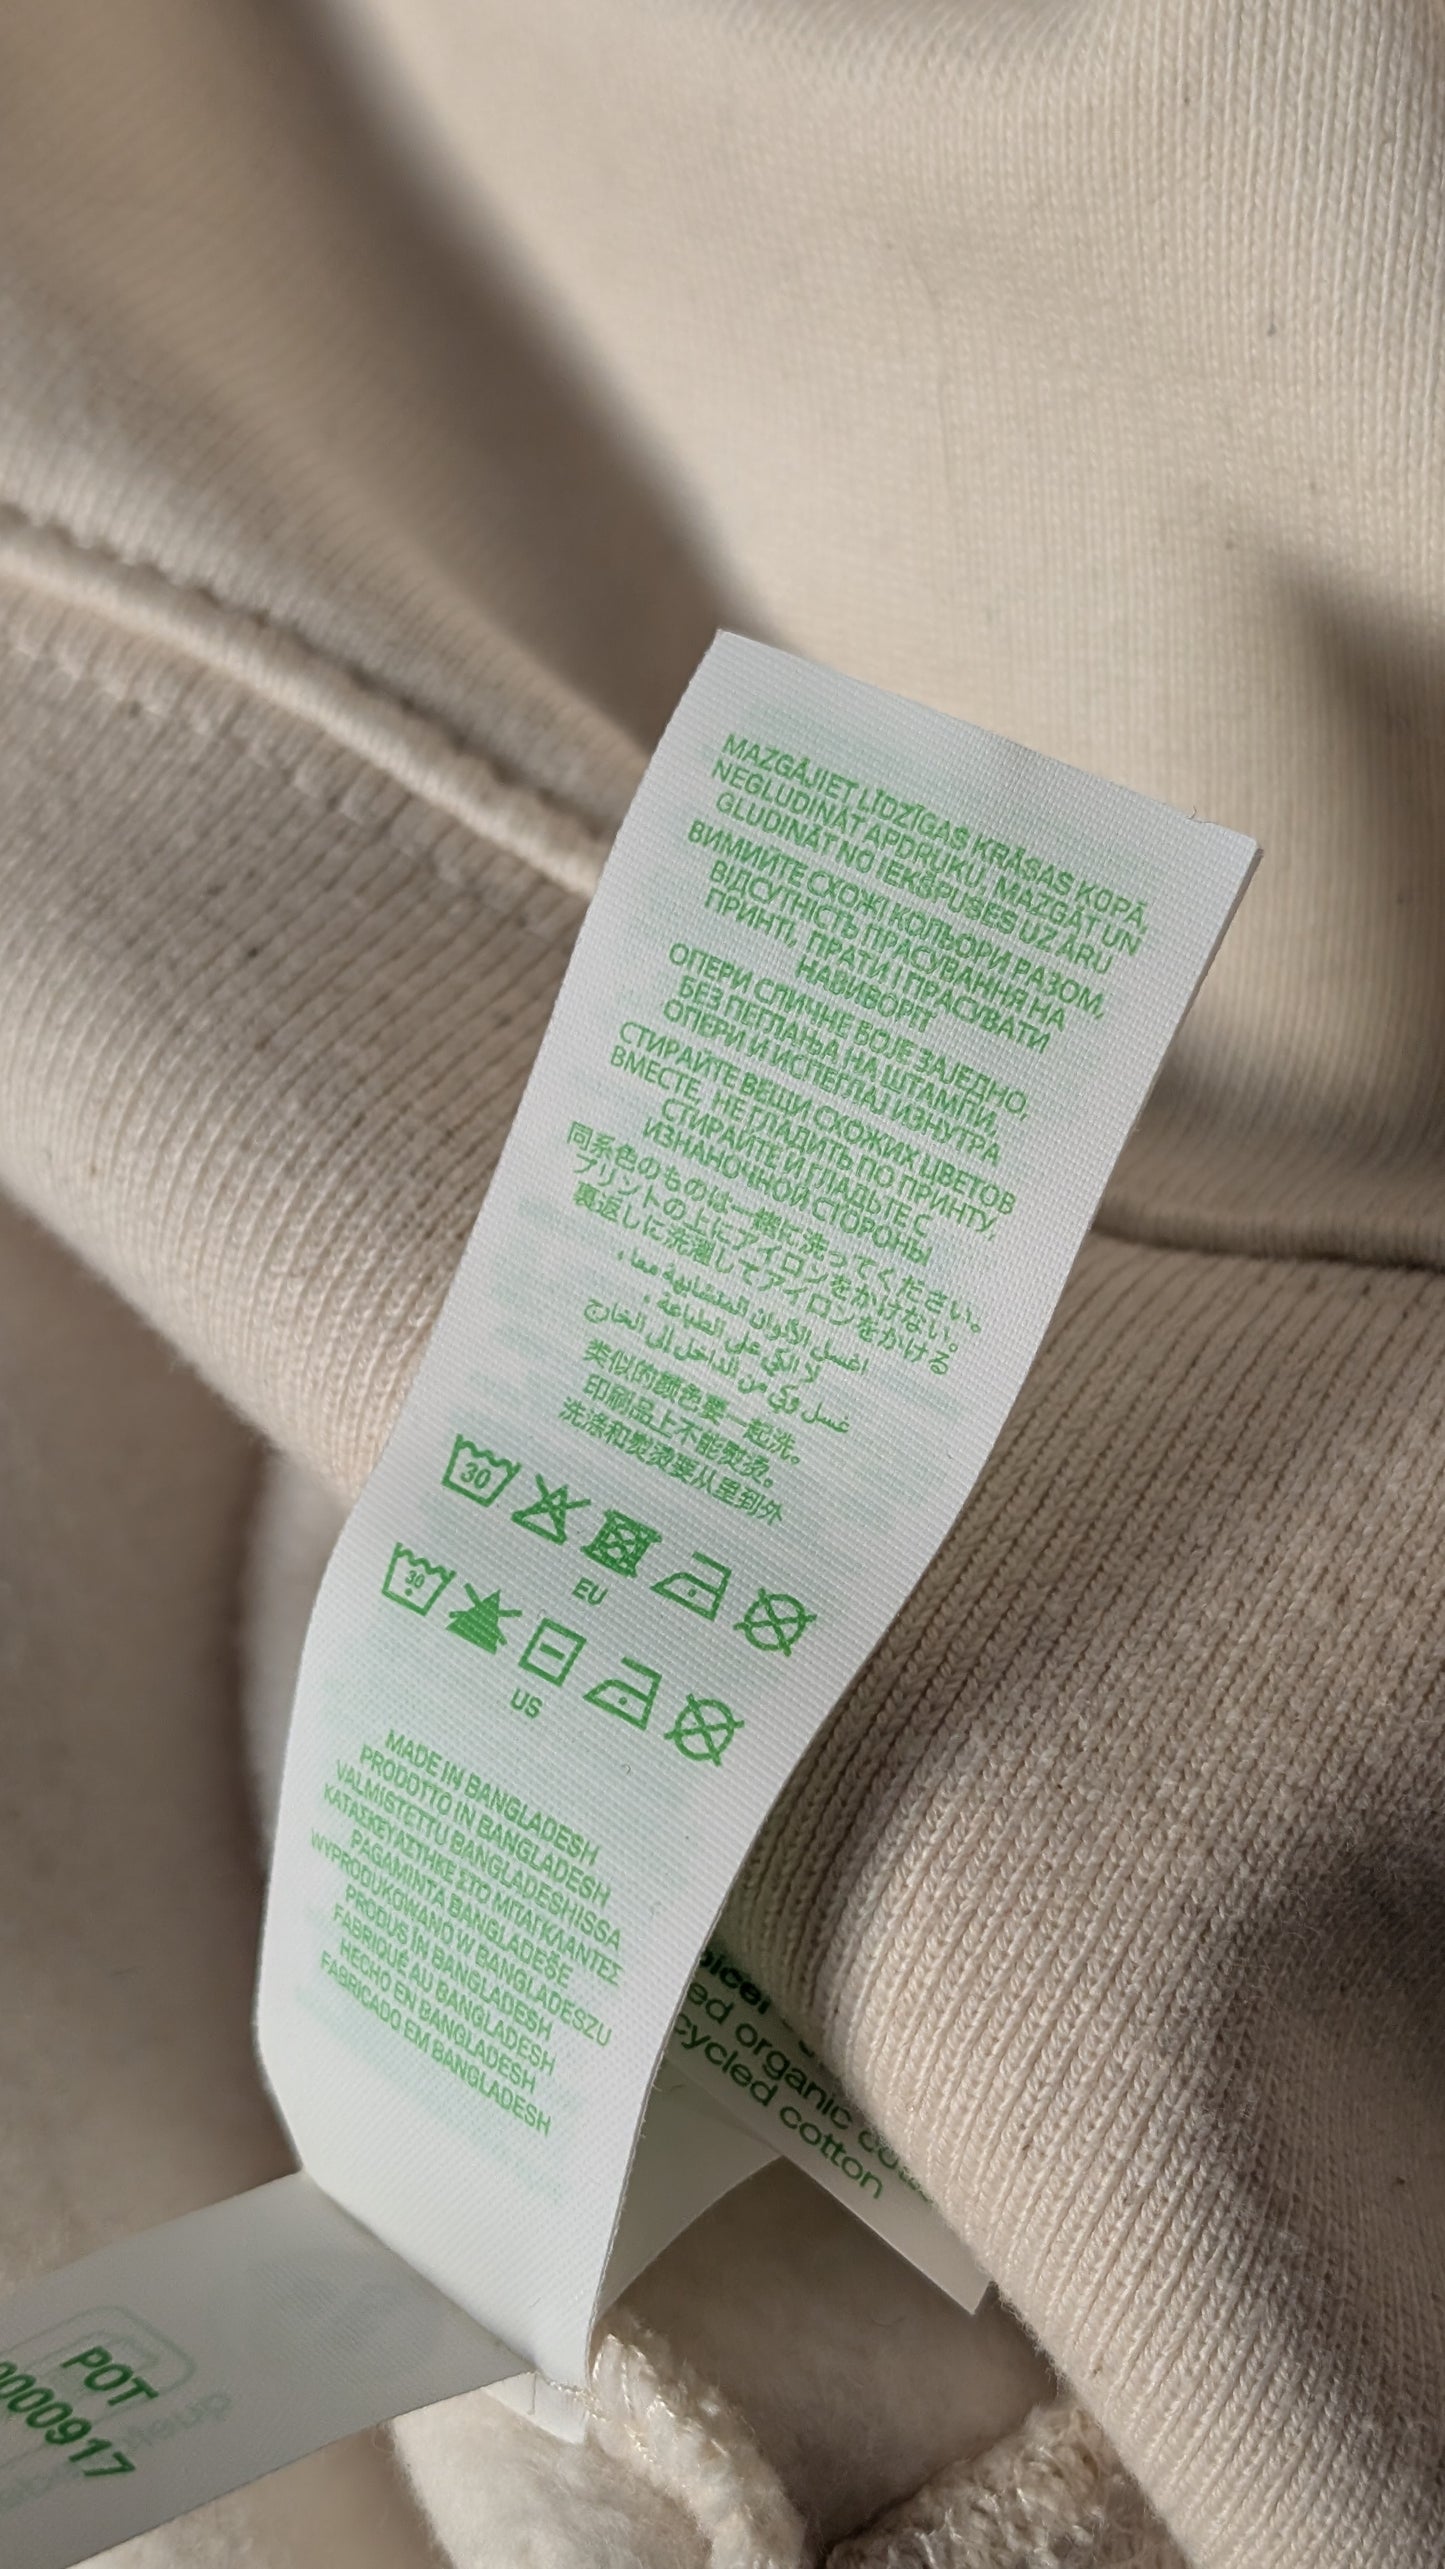 MAZGĀJIET LĪDZĪGAS KRĀSAS KOPĀ,
NEGLUDINĀT APDRUKU, MAZGĀT UN
GLUDINĀT NO IEKŠPUSES UZ ĀRU
ВИМИЙТЕ СХОЖІ КОЛЬОРИ РАЗОМ,
ВІДСУТНІСТЬ ПРАСУВАННЯ НА
ПРИНТІ, ПРАТИ І ПРАСУВАТИ
НАВИВОРІТ
ОПЕРИ СЛИЧНЕ БОЈЕ ЗАЈЕДНО,
БЕЗ ПЕГЛАЊА НА ШТАМПИ,
ОПЕРИ И ИСПЕГЛАЈ ИЗНУТРА
СТИРАЙТЕ ВЕЩИ СХОЖИХ ЦВЕТОВ
ВМЕСТЕ, НЕ ГЛАДИТЬ ПО ПРИНТУ,
СТИРАЙТЕ И ГЛАДЬТЕ С
ИЗНАНОЧНОЙ СТОРОНЫ
同系色のものは一緒に洗ってください。
プリントの上にアイロンをかけない。
裏返しに洗濯してアイロンをかける
اغسل الألوان المتشابهة معا ،
لا الكي على الطباعة ،
غسل وكي من الداخل إلى الخارج
类似的颜色要一起洗。
印刷品上不能熨烫。
洗涤和熨烫要从里到外
30
EU
30
US
MADE IN BANGLADESH
PRODOTTO IN BANGLADESH
VALMISTETTU BANGLADESHISSA
ΚΑΤΑΣΚΕΥΑΣΤΗΚΕ ΣΤΟ ΜΠΑΓΚΛΑΝΤΕΣ
PAGAMINTA BANGLADEŠE
WYPRODUKOWANO W BANGLADESZU
PRODUS IN BANGLADESH
FABRIQUÉ AU BANGLADESH
HECHO EN BANGLADESH
FABRICADO EM BANGLADESH
ed organic
cycled cotton
POT
000917